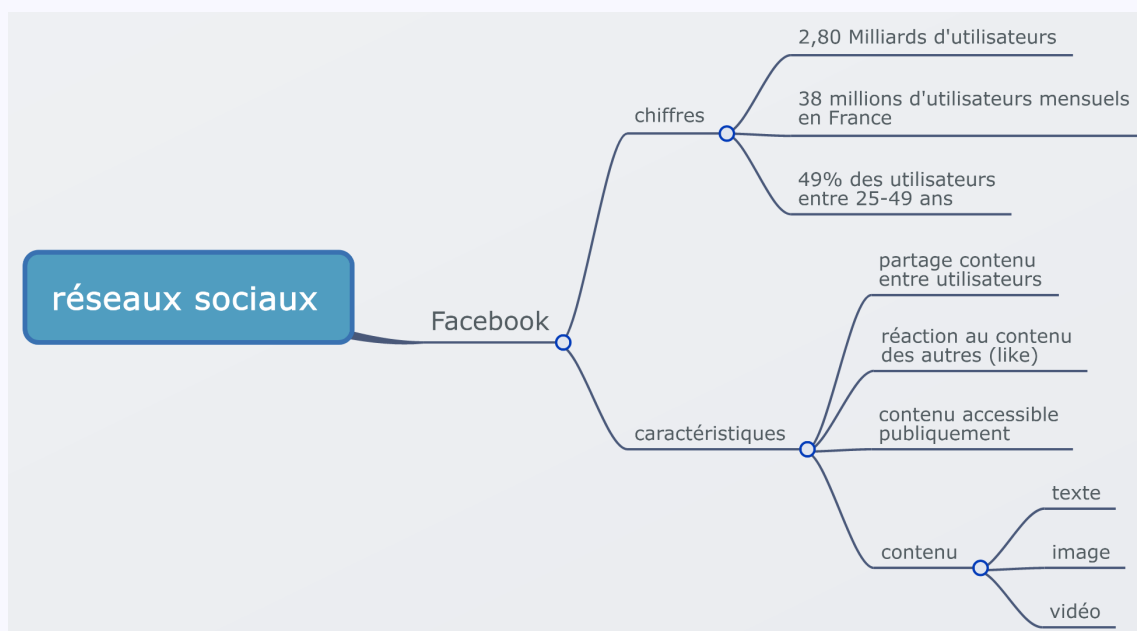 réseaux sociaux
Facebook
chiffres
2,80 Milliards d'utilisateurs
38 millions d'utilisateurs mensuels
en France
49% des utilisateurs
entre 25-49 ans
caractéristiques
partage contenu
entre utilisateurs
réaction au contenu
des autres (like)
contenu accessible
publiquement
contenu
texte
image
vidéo